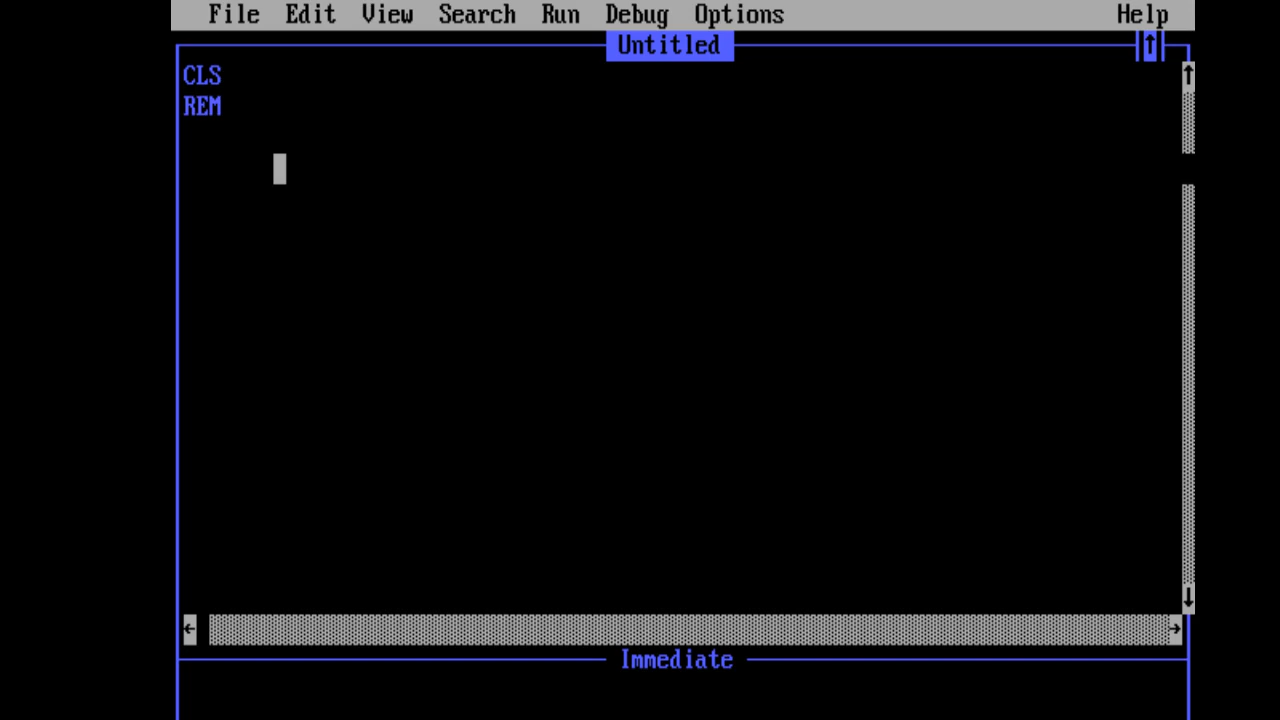 File Edit View Search Run Debug Options Help
Untitled
CLS
REM
Immediate